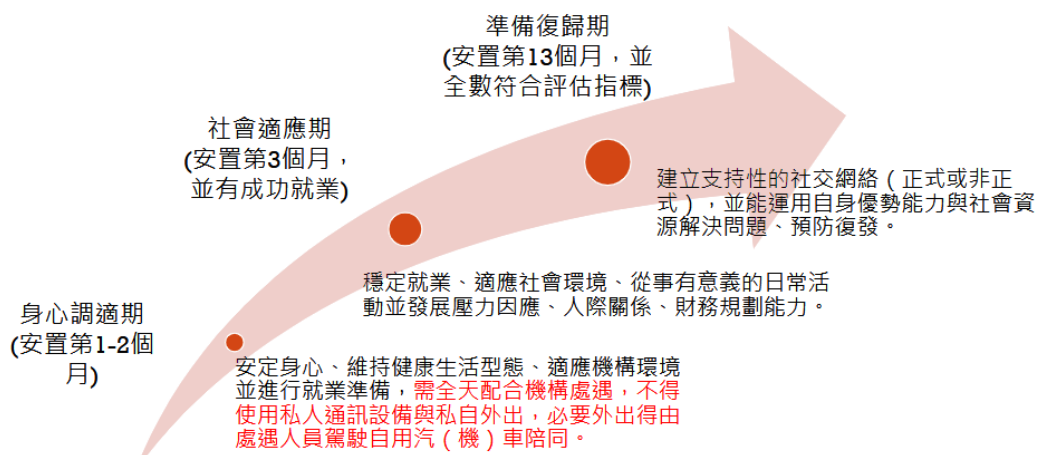 準備復歸期
(安置第13個月，並
全數符合評估指標)
社會適應期
(安置第3個月，
並有成功就業)
建立支持性的社交網絡（正式或非正
式），並能運用自身優勢能力與社會資
源解決問題、預防復發。
穩定就業、適應社會環境、從事有意義的日常活
動並發展壓力因應、人際關係、財務規劃能力。
身心調適期
(安置第1-2個
月)
安定身心、維持健康生活型態、適應機構環境
並進行就業準備，需全天配合機構處遇，不得
使用私人通訊設備與私自外出，必要外出得由
處遇人員駕駛自用汽（機）車陪同。